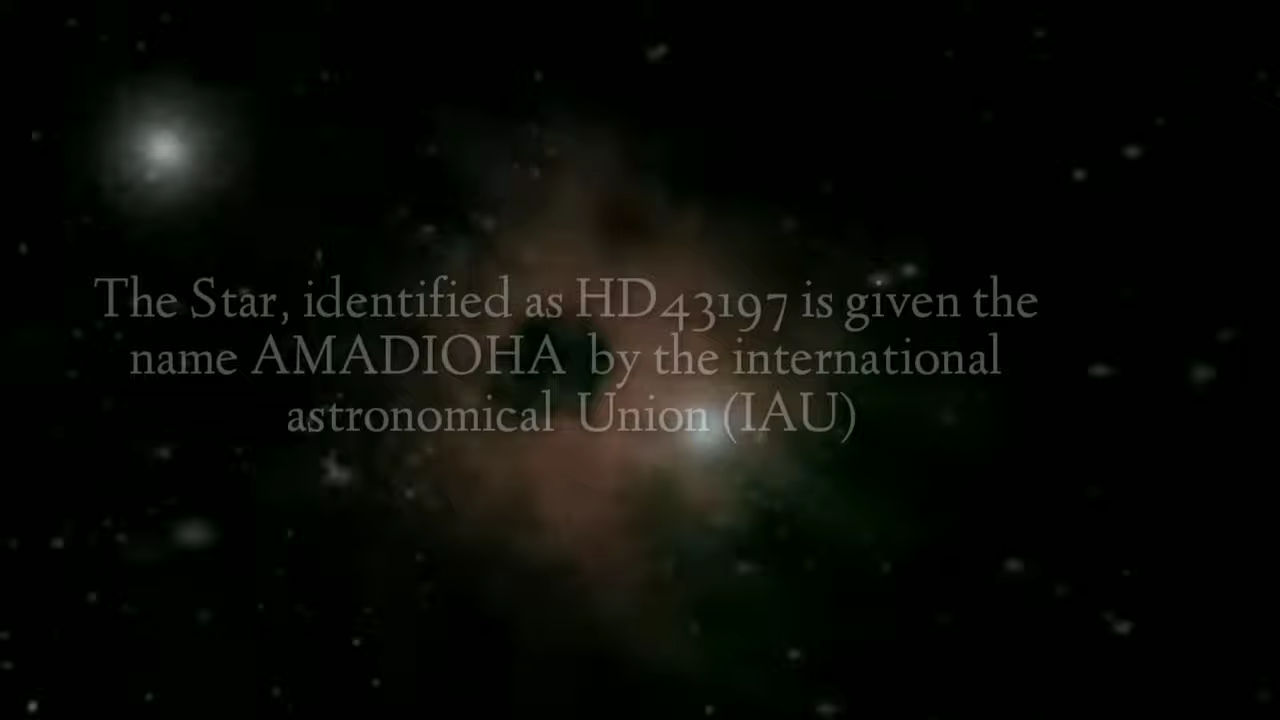 The Star, identified as HD43197 is given the
name AMADIOHA by the international
astronomical Union (IAU)